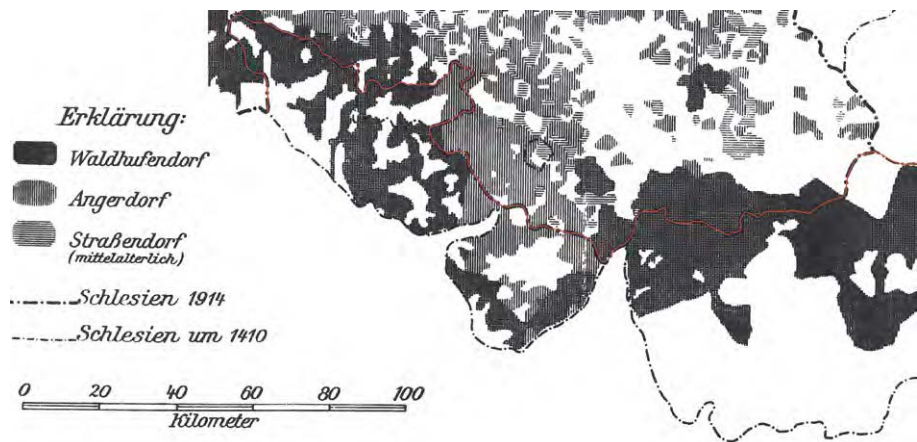 Erklärung:
Waldhufendorf
Angerdorf
Straßendorf
(mittelalterlich)
Schlesien 1914
Schlesien um 1410
0 20 40 60 80 100
Kilometer